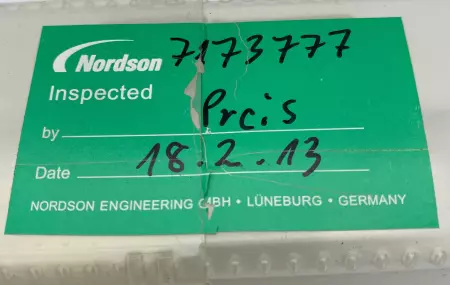 Nordson 7173777
Inspected
by Preis
Date 18.2.13
NORDSON ENGINEERING GMBH • LÜNEBURG • GERMANY